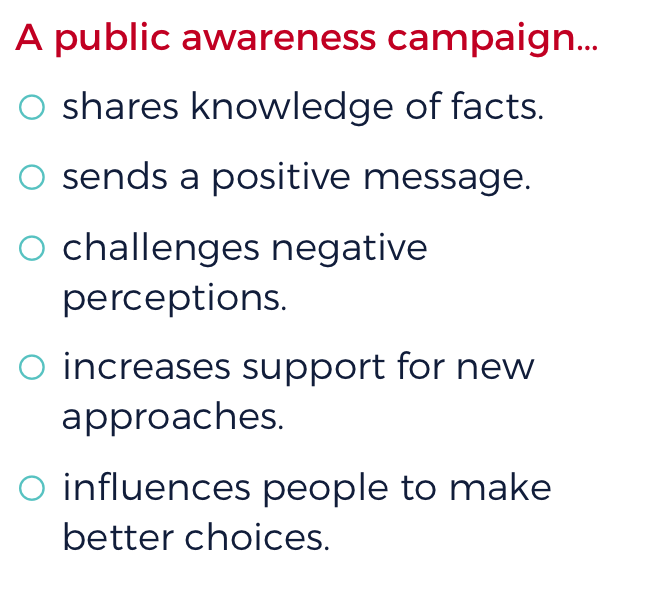 A public awareness campaign...
shares knowledge of facts.
sends a positive message.
challenges negative
perceptions.
increases support for new
approaches.
influences people to make
better choices.